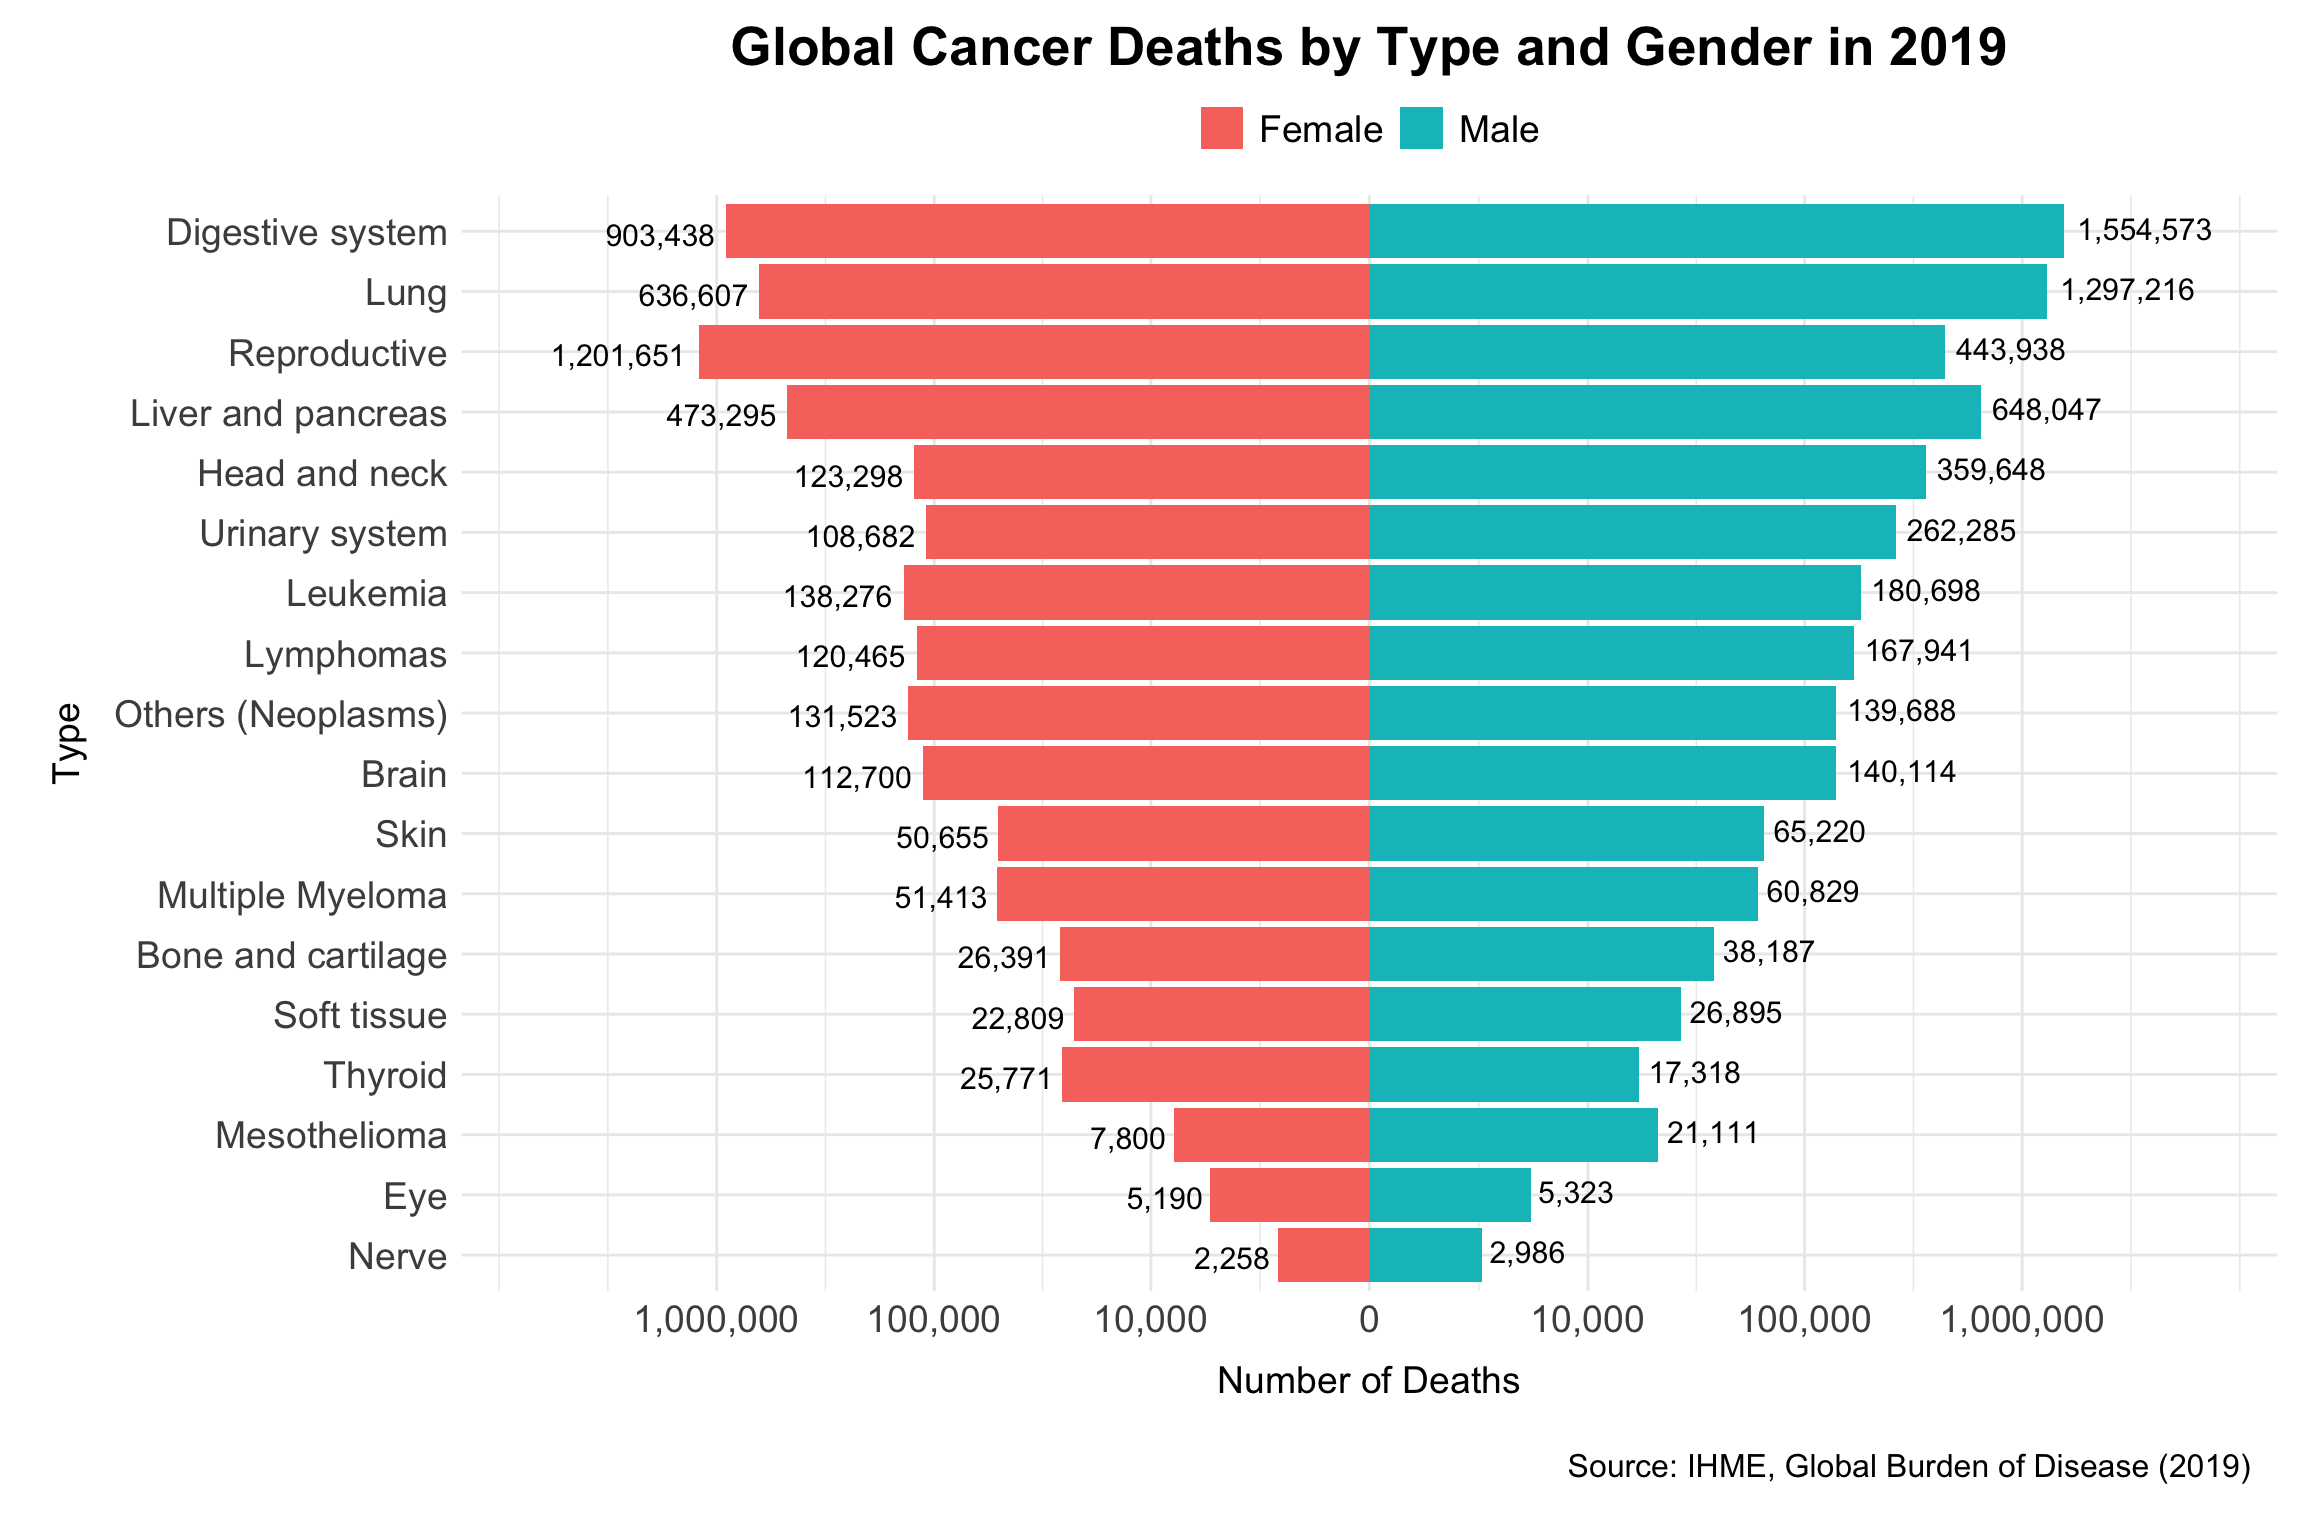 Global Cancer Deaths by Type and Gender in 2019
Female Male
Digestive system 903,438 1,554,573
Lung 636,607 1,297,216
Reproductive 1,201,651 443,938
Liver and pancreas 473,295 648,047
Head and neck 123,298 359,648
Urinary system 108,682 262,285
Leukemia 138,276 180,698
Lymphomas 120,465 167,941
Others (Neoplasms) 131,523 139,688
Brain 112,700 140,114
Skin 50,655 65,220
Multiple Myeloma 51,413 60,829
Bone and cartilage 26,391 38,187
Soft tissue 22,809 26,895
Thyroid 25,771 17,318
Mesothelioma 7,800 21,111
Eye 5,190 5,323
Nerve 2,258 2,986
Type
1,000,000 100,000 10,000 0 10,000 100,000 1,000,000
Number of Deaths
Source: IHME, Global Burden of Disease (2019)